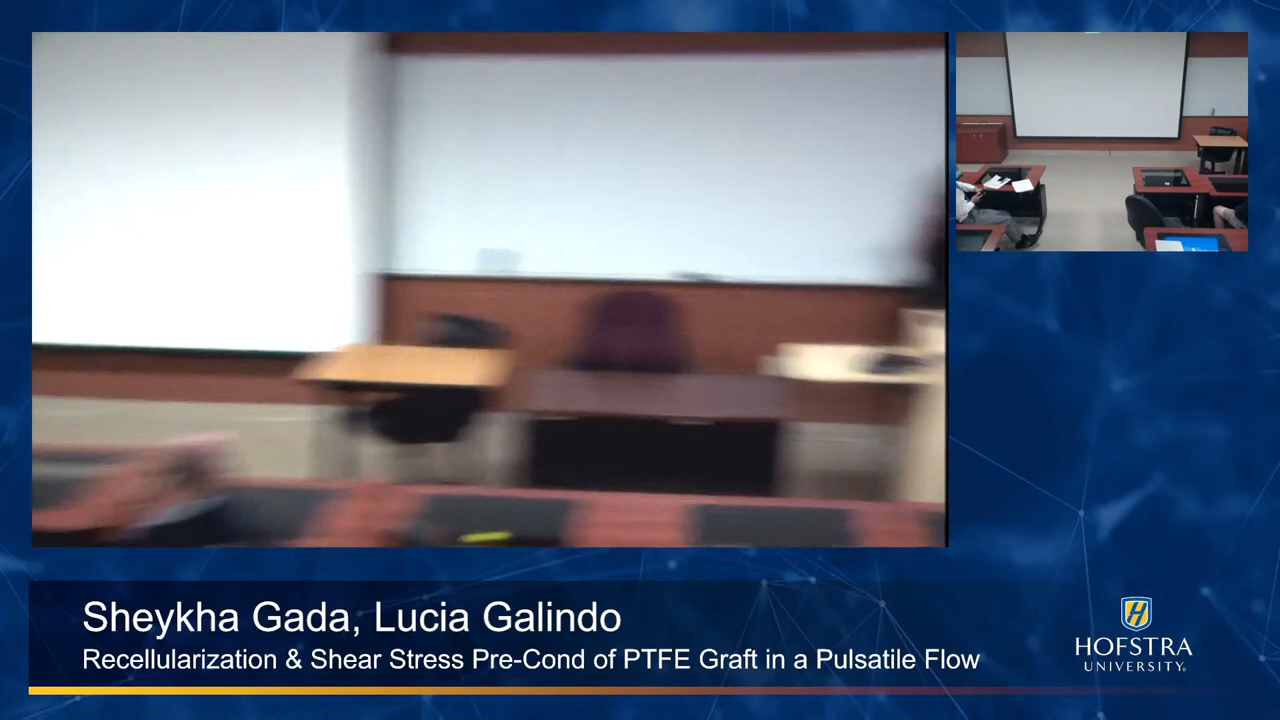 Sheykha Gada, Lucia Galindo
Recellularization & Shear Stress Pre-Cond of PTFE Graft in a Pulsatile Flow
H
HOFSTRA
UNIVERSITY®